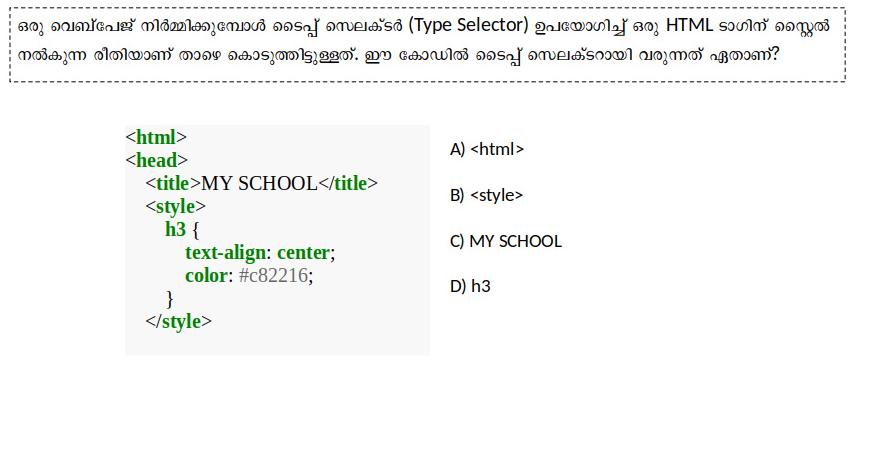 ഒരു വെബ്പേജ് നിർമ്മിക്കുമ്പോൾ ടൈപ്പ് സെലക്ടർ (Type Selector) ഉപയോഗിച്ച് ഒരു HTML ടാഗിന് സ്റ്റൈൽ
നൽകുന്ന രീതിയാണ് താഴെ കൊടുത്തിട്ടുള്ളത്. ഈ കോഡിൽ ടൈപ്പ് സെലക്ടറായി വരുന്നത് ഏതാണ്?
<html>
<head>
<title>MY SCHOOL</title>
<style>
h3 {
text-align: center;
color: #c82216;
}
</style>
A) <html>
B) <style>
C) MY SCHOOL
D) h3